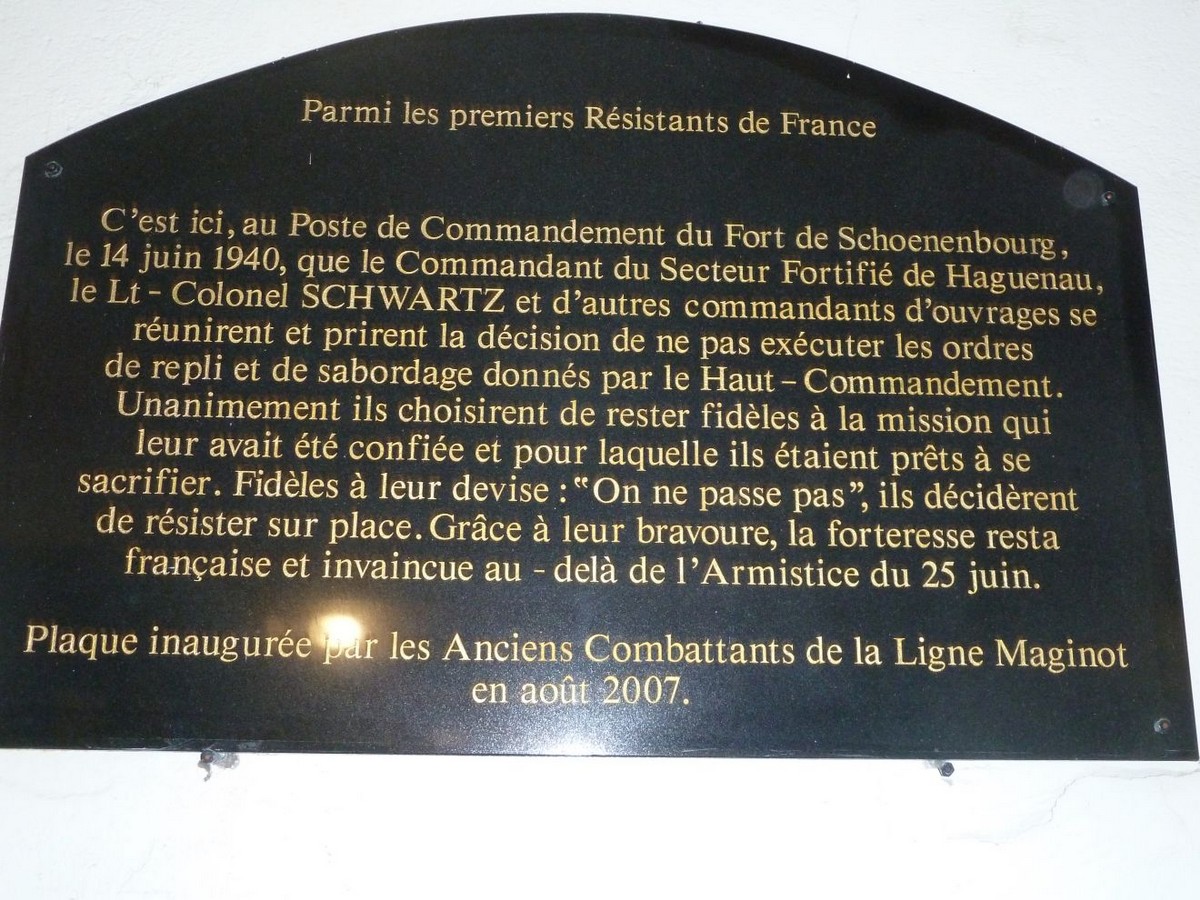 Parmi les premiers Résistants de France
C'est ici, au Poste de Commandement du Fort de Schoenenbourg,
le 14 juin 1940, que le Commandant du Secteur Fortifié de Haguenau,
le Lt - Colonel SCHWARTZ et d'autres commandants d'ouvrages se
réunirent et prirent la décision de ne pas exécuter les ordres
de repli et de sabordage donnés par le Haut - Commandement.
Unanimement ils choisirent de rester fidèles à la mission qui
leur avait été confiée et pour laquelle ils étaient prêts à se
sacrifier. Fidèles à leur devise : "On ne passe pas", ils décidèrent
de résister sur place. Grâce à leur bravoure, la forteresse resta
française et invaincue au - delà de l'Armistice du 25 juin.
Plaque inaugurée par les Anciens Combattants de la Ligne Maginot
en août 2007.